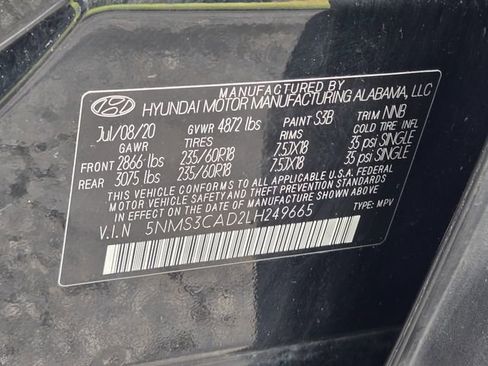 MANUFACTURED BY
HYUNDAI MOTOR MANUFACTURING ALABAMA, LLC
Jul/08/20 GVWR 4872 lbs PAINT S3B TRIM NNB
GAWR TIRES RIMS COLD TIRE INFL
FRONT 2866 lbs 235/60R18 7.5JX18 35 psi SINGLE
REAR 3075 lbs 235/60R18 7.5JX18 35 psi SINGLE
THIS VEHICLE CONFORMS TO ALL APPLICABLE U.S.A. FEDERAL
MOTOR VEHICLE SAFETY AND THEFT PREVENTION STANDARDS
IN EFFECT ON THE DATE OF MANUFACTURE SHOWN ABOVE.
V.I.N 5NMS3CAD2LH249665 TYPE: MPV